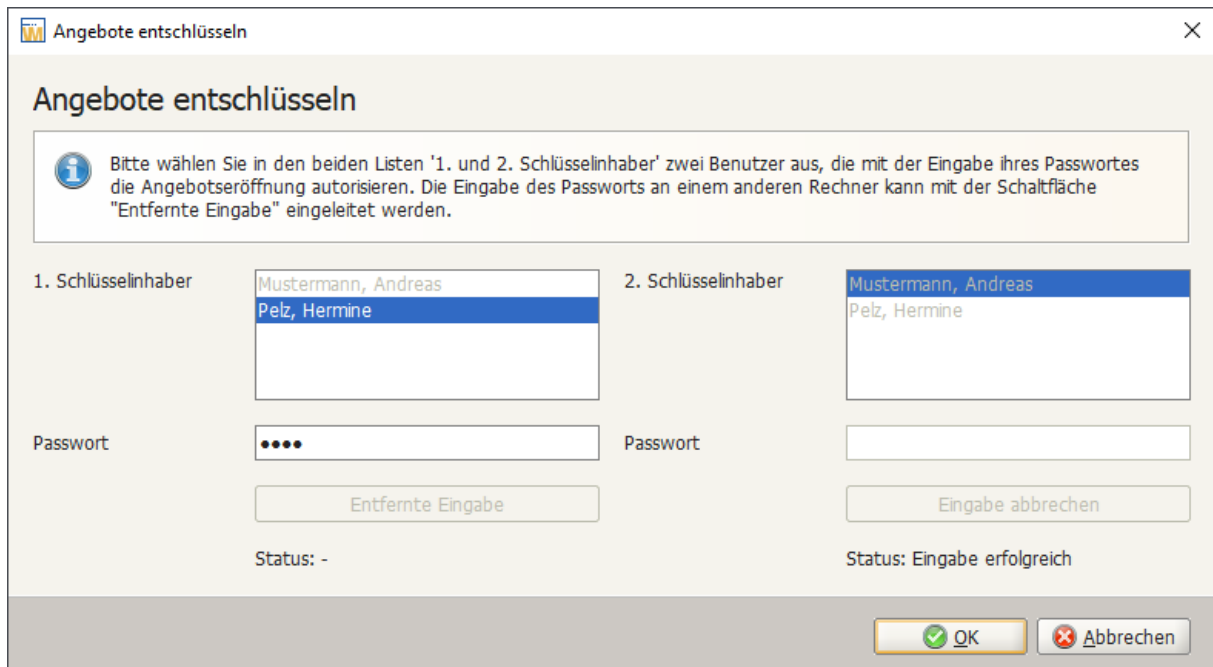 Angebote entschlüsseln
Angebote entschlüsseln
Bitte wählen Sie in den beiden Listen '1. und 2. Schlüsselinhaber' zwei Benutzer aus, die mit der Eingabe ihres Passwortes
die Angebotseröffnung autorisieren. Die Eingabe des Passworts an einem anderen Rechner kann mit der Schaltfläche
"Entfernte Eingabe" eingeleitet werden.
1. Schlüsselinhaber
Mustermann, Andreas
Pelz, Hermine
2. Schlüsselinhaber
Mustermann, Andreas
Pelz, Hermine
Passwort
••••
Passwort
Entfernte Eingabe
Eingabe abbrechen
Status: -
Status: Eingabe erfolgreich
OK
Abbrechen